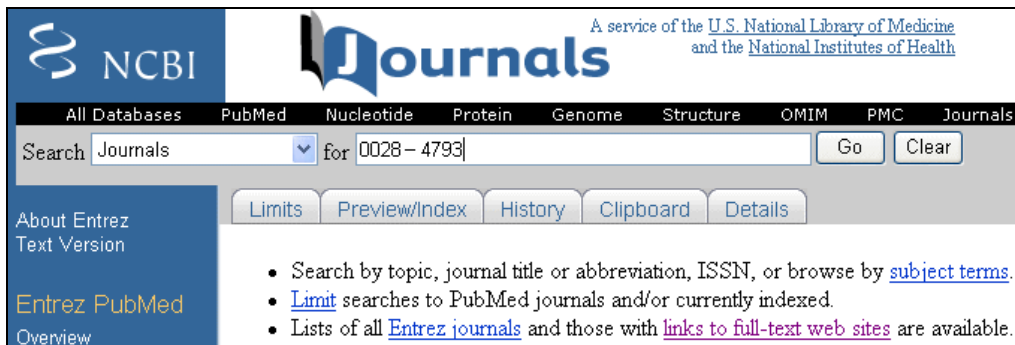 NCBI
Journals
A service of the U.S. National Library of Medicine
and the National Institutes of Health
All Databases PubMed Nucleotide Protein Genome Structure OMIM PMC Journals
Search Journals for 0028 – 4793 Go Clear
Limits Preview/Index History Clipboard Details
About Entrez
Text Version
Entrez PubMed
Overview
• Search by topic, journal title or abbreviation, ISSN, or browse by subject terms.
• Limit searches to PubMed journals and/or currently indexed.
• Lists of all Entrez journals and those with links to full-text web sites are available.